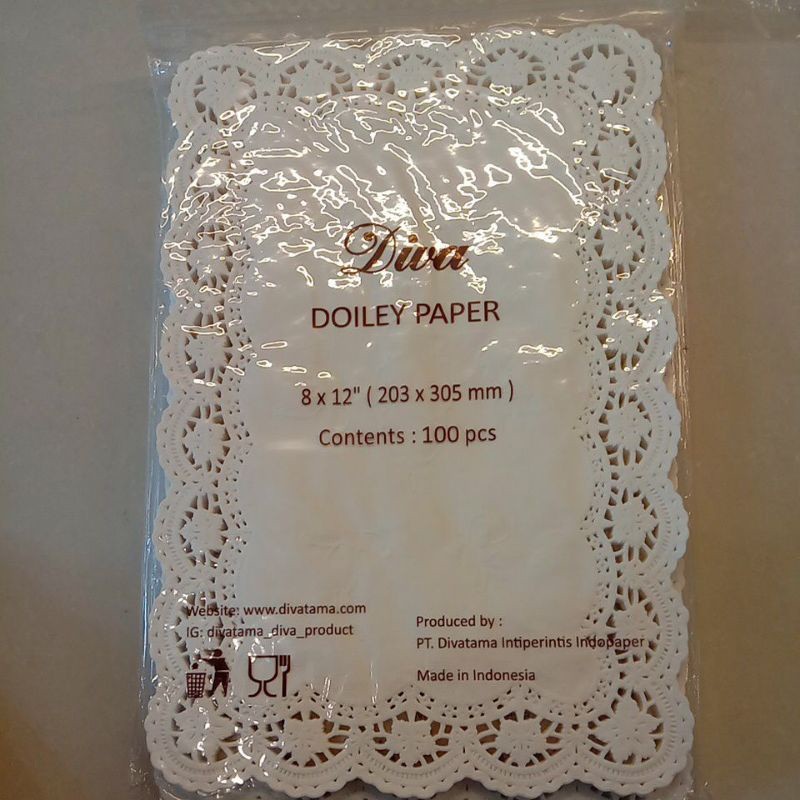 Diva
DOILEY PAPER
8 x 12" ( 203 x 305 mm )
Contents : 100 pcs
Website: www.divatama.com
IG: divatama_diva_product
Produced by :
PT. Divatama Intiperintis Indopaper
Made in Indonesia